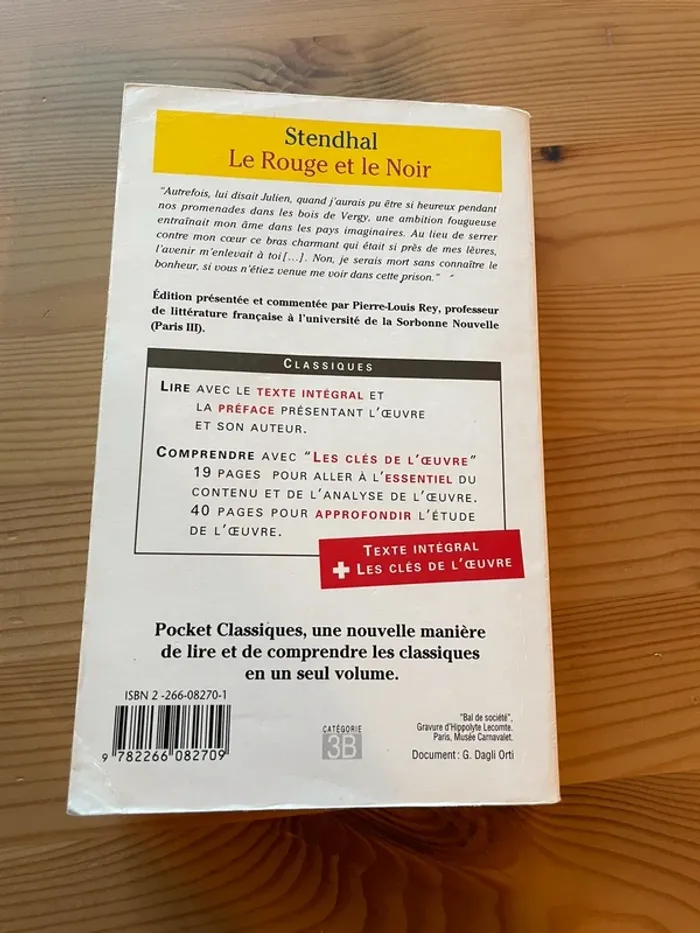 Stendhal
Le Rouge et le Noir
"Autrefois, lui disait Julien, quand j'aurais pu être si heureux pendant
nos promenades dans les bois de Vergy, une ambition fougueuse
entraînait mon âme dans les pays imaginaires. Au lieu de serrer
contre mon cœur ce bras charmant qui était si près de mes lèvres,
l'avenir m'enlevait à toi […]. Non, je serais mort sans connaître le
bonheur, si vous n'étiez venue me voir dans cette prison."
Édition présentée et commentée par Pierre-Louis Rey, professeur
de littérature française à l'université de la Sorbonne Nouvelle
(Paris III).
CLASSIQUES
LIRE AVEC LE TEXTE INTÉGRAL ET
LA PRÉFACE PRÉSENTANT L'ŒUVRE
ET SON AUTEUR.
COMPRENDRE AVEC "LES CLÉS DE L'ŒUVRE"
19 PAGES POUR ALLER À L'ESSENTIEL DU
CONTENU ET DE L'ANALYSE DE L'ŒUVRE.
40 PAGES POUR APPROFONDIR L'ÉTUDE
DE L'ŒUVRE.
TEXTE INTÉGRAL
+ LES CLÉS DE L'ŒUVRE
Pocket Classiques, une nouvelle manière
de lire et de comprendre les classiques
en un seul volume.
ISBN 2 -266-08270-1
9 782266 082709
CATÉGORIE
3B
"Bal de société",
Gravure d'Hippolyte Lecomte.
Paris, Musée Carnavalet.
Document : G. Dagli Orti